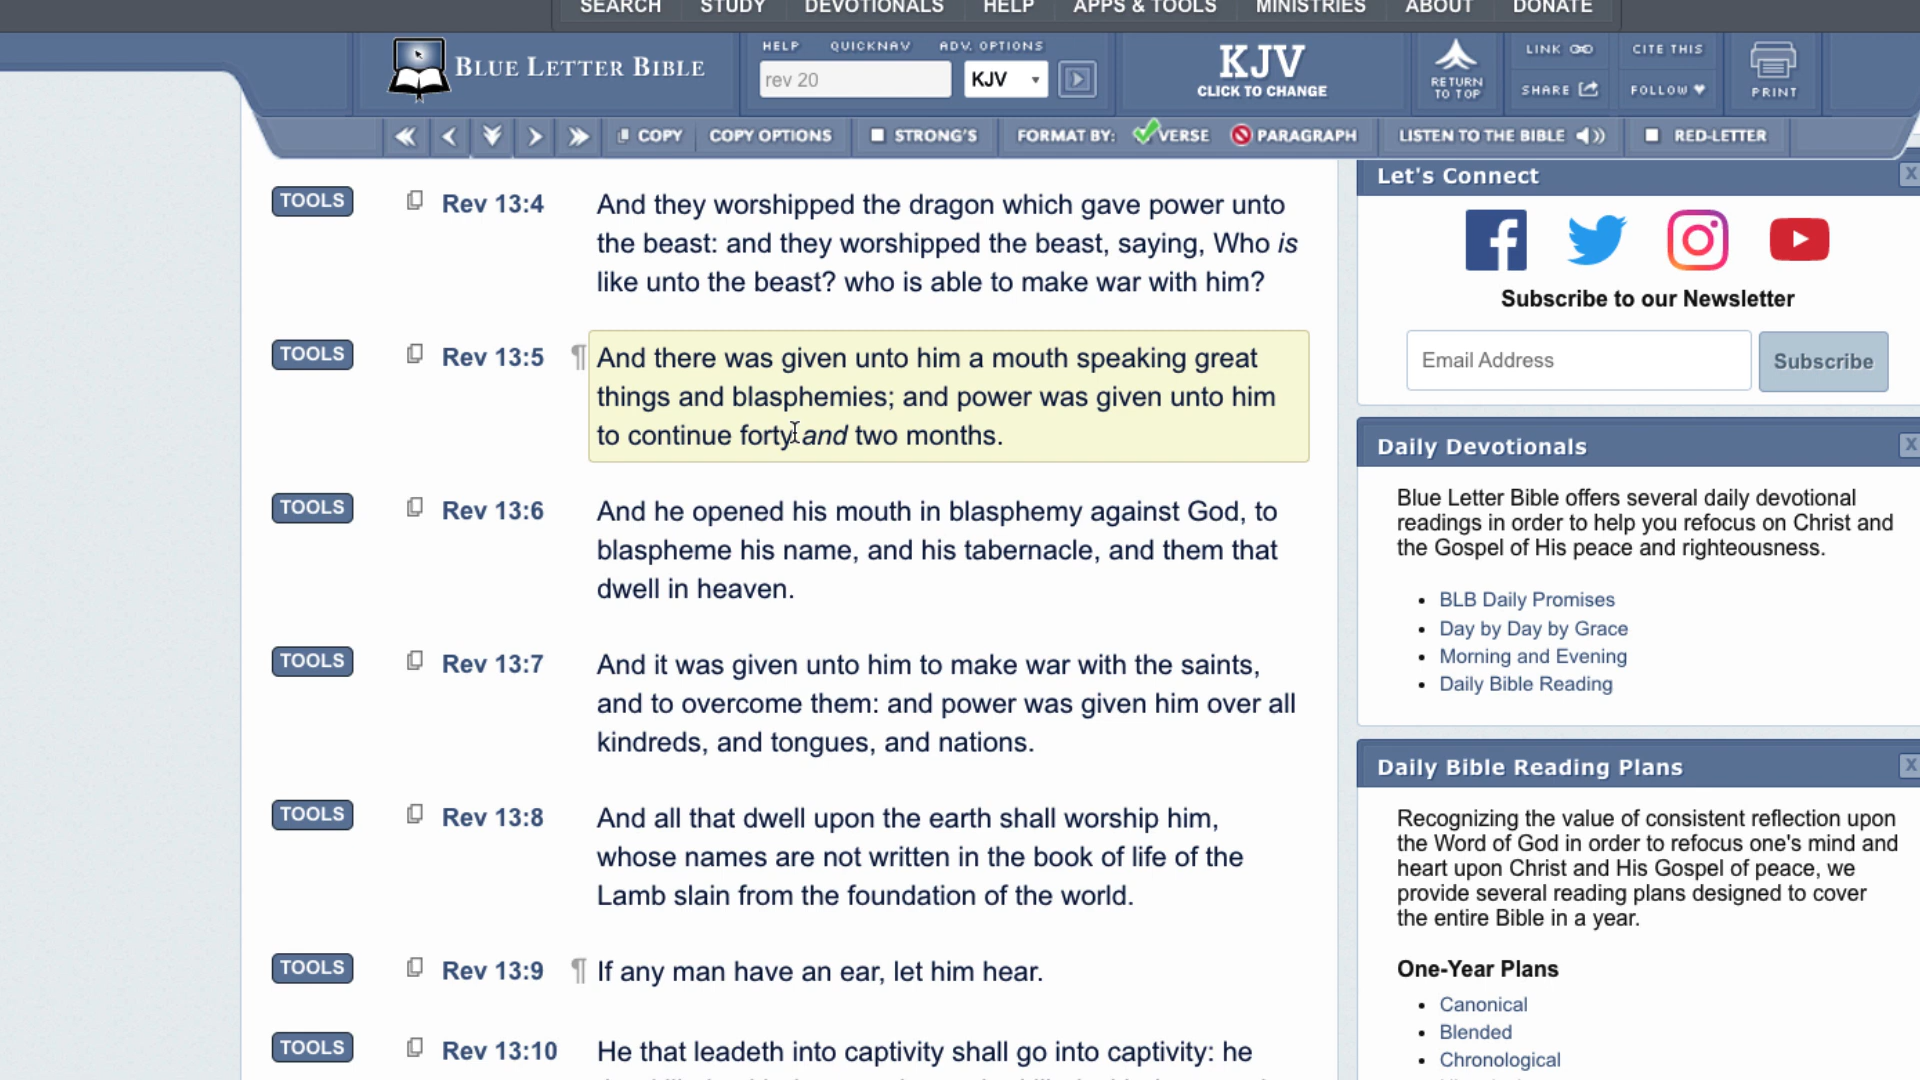 SEARCH STUDY DEVOTIONALS HELP APPS & TOOLS MINISTRIES ABOUT DONATE
BLUE LETTER BIBLE
HELP QUICKNAV ADV. OPTIONS
rev 20 KJV
KJV
CLICK TO CHANGE
RETURN
TO TOP
LINK
SHARE
CITE THIS
FOLLOW
PRINT
COPY COPY OPTIONS STRONG'S FORMAT BY: VERSE PARAGRAPH LISTEN TO THE BIBLE RED-LETTER
TOOLS Rev 13:4 And they worshipped the dragon which gave power unto
the beast: and they worshipped the beast, saying, Who is
like unto the beast? who is able to make war with him?
TOOLS Rev 13:5 ¶ And there was given unto him a mouth speaking great
things and blasphemies; and power was given unto him
to continue forty and two months.
TOOLS Rev 13:6 And he opened his mouth in blasphemy against God, to
blaspheme his name, and his tabernacle, and them that
dwell in heaven.
TOOLS Rev 13:7 And it was given unto him to make war with the saints,
and to overcome them: and power was given him over all
kindreds, and tongues, and nations.
TOOLS Rev 13:8 And all that dwell upon the earth shall worship him,
whose names are not written in the book of life of the
Lamb slain from the foundation of the world.
TOOLS Rev 13:9 ¶ If any man have an ear, let him hear.
TOOLS Rev 13:10 He that leadeth into captivity shall go into captivity: he
Let's Connect X
Subscribe to our Newsletter
Email Address Subscribe
Daily Devotionals X
Blue Letter Bible offers several daily devotional
readings in order to help you refocus on Christ and
the Gospel of His peace and righteousness.
• BLB Daily Promises
• Day by Day by Grace
• Morning and Evening
• Daily Bible Reading
Daily Bible Reading Plans X
Recognizing the value of consistent reflection upon
the Word of God in order to refocus one's mind and
heart upon Christ and His Gospel of peace, we
provide several reading plans designed to cover
the entire Bible in a year.
One-Year Plans
• Canonical
• Blended
• Chronological